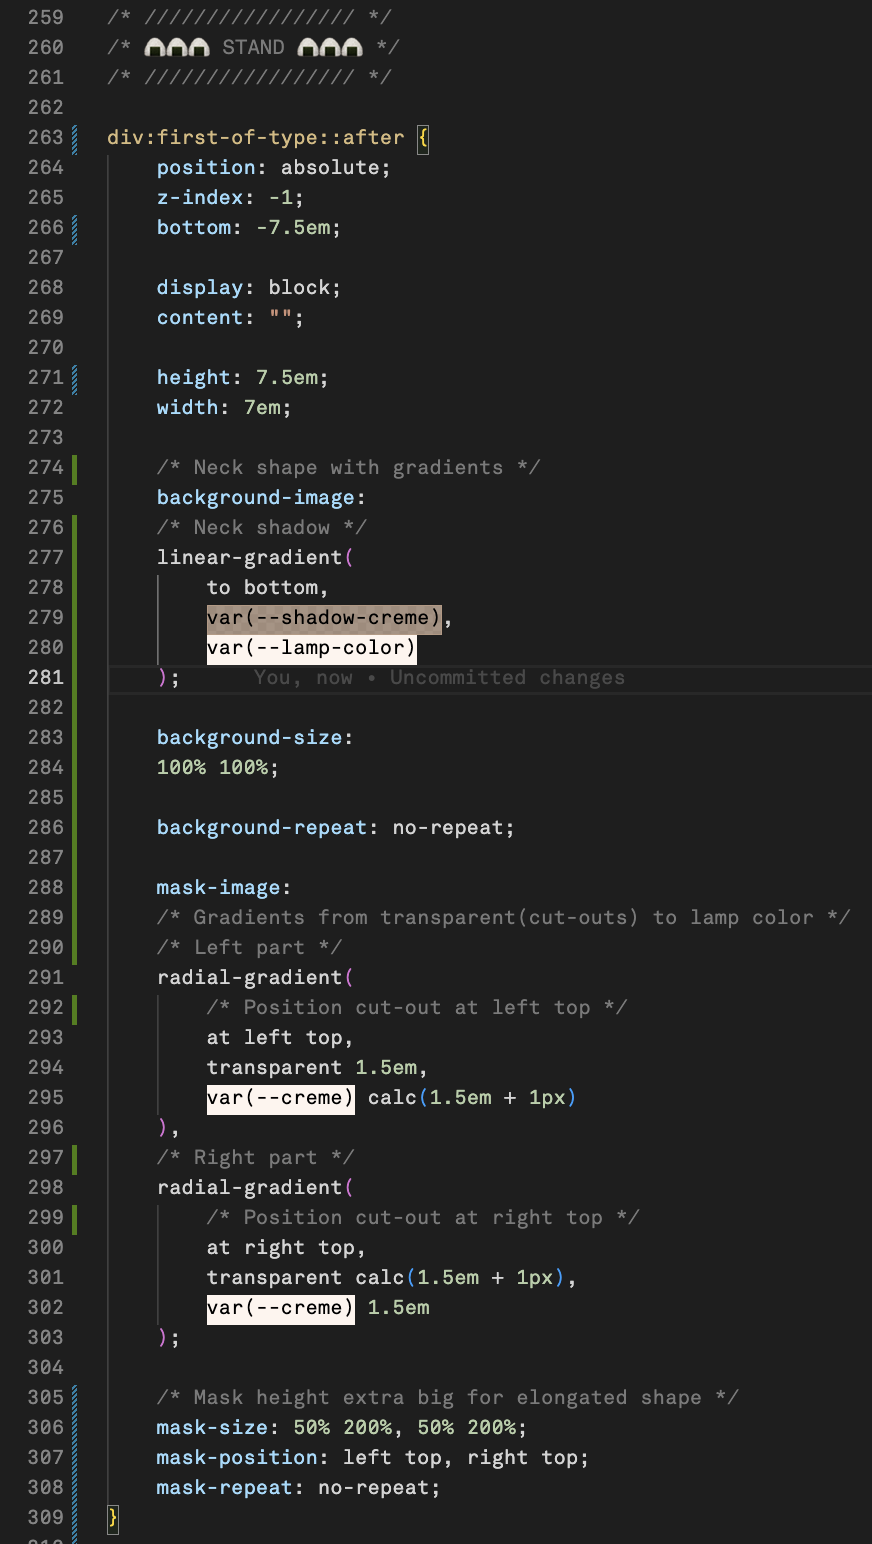 259 /* ///////////////// */
260 /* 🍙🍙🍙 STAND 🍙🍙🍙 */
261 /* ///////////////// */
262
263 div:first-of-type::after {
264 position: absolute;
265 z-index: -1;
266 bottom: -7.5em;
267
268 display: block;
269 content: "";
270
271 height: 7.5em;
272 width: 7em;
273
274 /* Neck shape with gradients */
275 background-image:
276 /* Neck shadow */
277 linear-gradient(
278 to bottom,
279 var(--shadow-creme),
280 var(--lamp-color)
281 ); You, now • Uncommitted changes
282
283 background-size:
284 100% 100%;
285
286 background-repeat: no-repeat;
287
288 mask-image:
289 /* Gradients from transparent(cut-outs) to lamp color */
290 /* Left part */
291 radial-gradient(
292 /* Position cut-out at left top */
293 at left top,
294 transparent 1.5em,
295 var(--creme) calc(1.5em + 1px)
296 ),
297 /* Right part */
298 radial-gradient(
299 /* Position cut-out at right top */
300 at right top,
301 transparent calc(1.5em + 1px),
302 var(--creme) 1.5em
303 );
304
305 /* Mask height extra big for elongated shape */
306 mask-size: 50% 200%, 50% 200%;
307 mask-position: left top, right top;
308 mask-repeat: no-repeat;
309 }